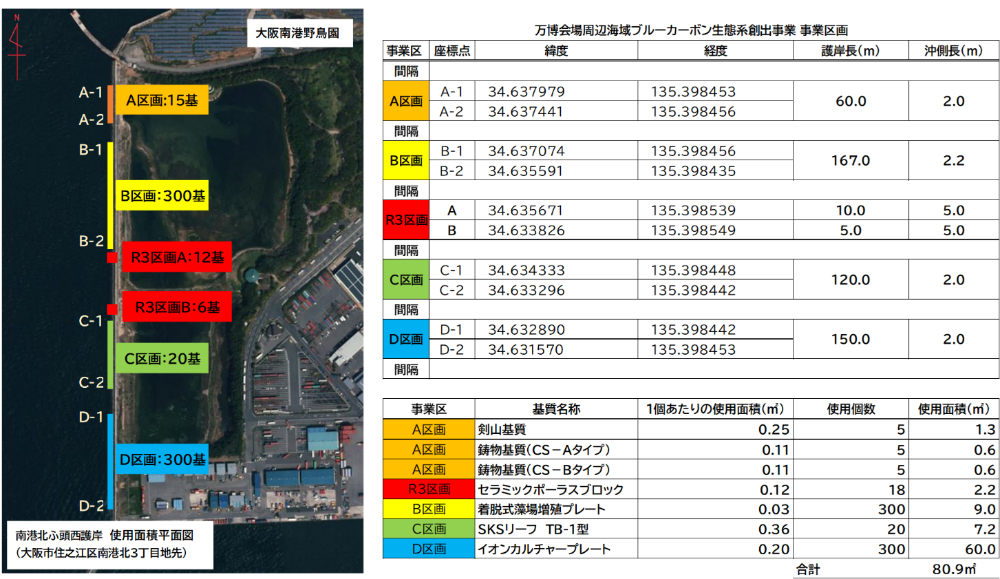 N
大阪南港野鳥園
A-1
A区画:15基
A-2
B-1
B区画:300基
B-2
R3区画A:12基
R3区画B:6基
C-1
C区画:20基
C-2
D-1
D区画:300基
D-2
南港北ふ頭西護岸 使用面積平面図
(大阪市住之江区南港北3丁目地先)
万博会場周辺海域ブルーカーボン生態系創出事業 事業区画
事業区 座標点 緯度 経度 護岸長(m) 沖側長(m)
間隔
A区画 A-1 34.637979 135.398453 60.0 2.0
A-2 34.637441 135.398456
間隔
B区画 B-1 34.637074 135.398456 167.0 2.2
B-2 34.635591 135.398435
間隔
R3区画 A 34.635671 135.398539 10.0 5.0
B 34.633826 135.398549 5.0 5.0
間隔
C区画 C-1 34.634333 135.398448 120.0 2.0
C-2 34.633296 135.398442
間隔
D区画 D-1 34.632890 135.398442 150.0 2.0
D-2 34.631570 135.398453
間隔
事業区 基質名称 1個あたりの使用面積(㎡) 使用個数 使用面積(㎡)
A区画 剣山基質 0.25 5 1.3
A区画 鋳物基質(CS-Aタイプ) 0.11 5 0.6
A区画 鋳物基質(CS-Bタイプ) 0.11 5 0.6
R3区画 セラミックポーラスブロック 0.12 18 2.2
B区画 着脱式藻場増殖プレート 0.03 300 9.0
C区画 SKSリーフ TB-1型 0.36 20 7.2
D区画 イオンカルチャープレート 0.20 300 60.0
合計 80.9㎡